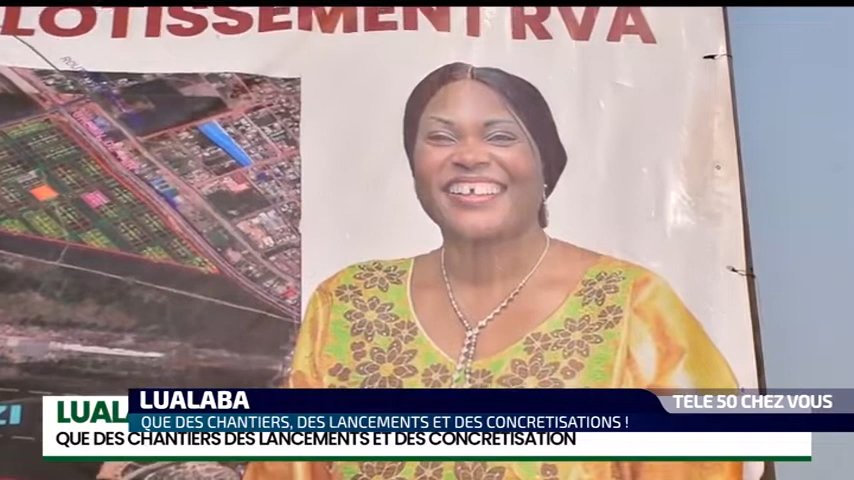 LOTISSEMENT RVA
LUALABA
TELE 50 CHEZ VOUS
QUE DES CHANTIERS, DES LANCEMENTS ET DES CONCRETISATIONS !
ZI
LUAL
QUE DES CHANTIERS DES LANCEMENTS ET DES CONCRETISATION